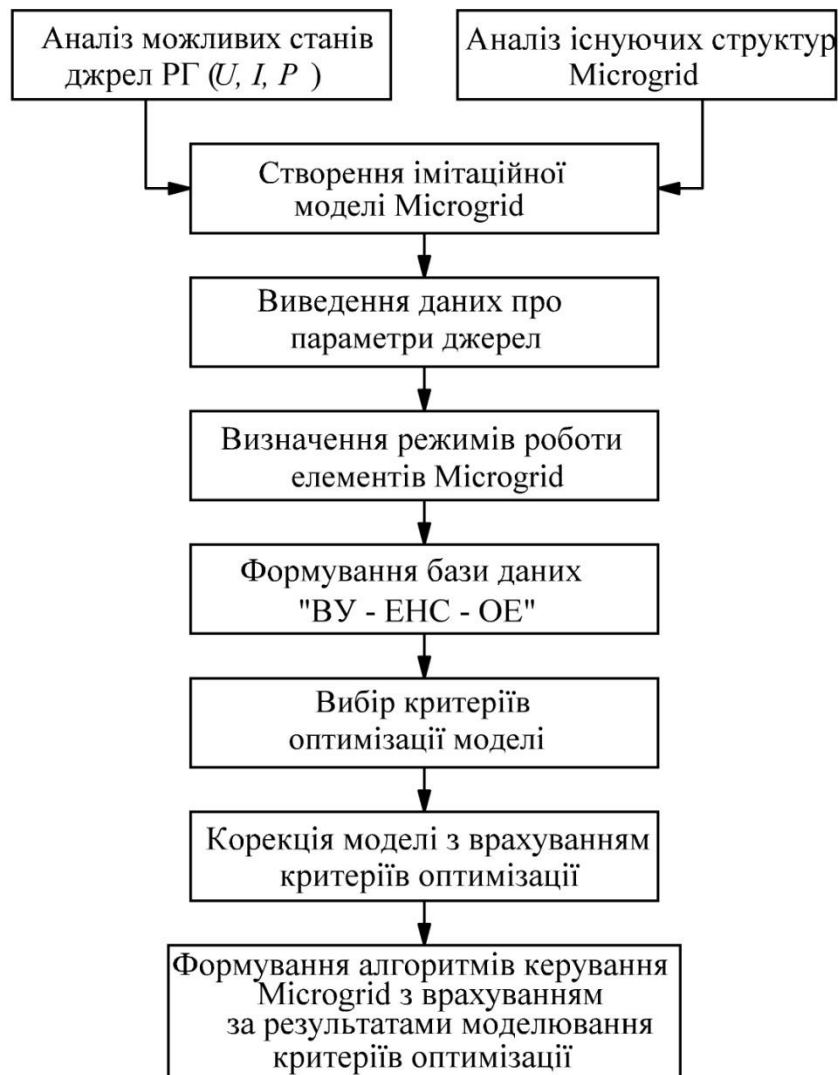 Аналіз можливих станів
джрел РГ (U, I, P )
Аналіз існуючих структур
Microgrid
Створення імітаційної
моделі Microgrid
Виведення даних про
параметри джерел
Визначення режимів роботи
елементів Microgrid
Формування бази даних
"ВУ - ЕНС - ОЕ"
Вибір критеріїв
оптимізації моделі
Корекція моделі з врахуванням
критеріїв оптимізації
Формування алгоритмів керування
Microgrid з врахуванням
за результатами моделювання
критеріїв оптимізації